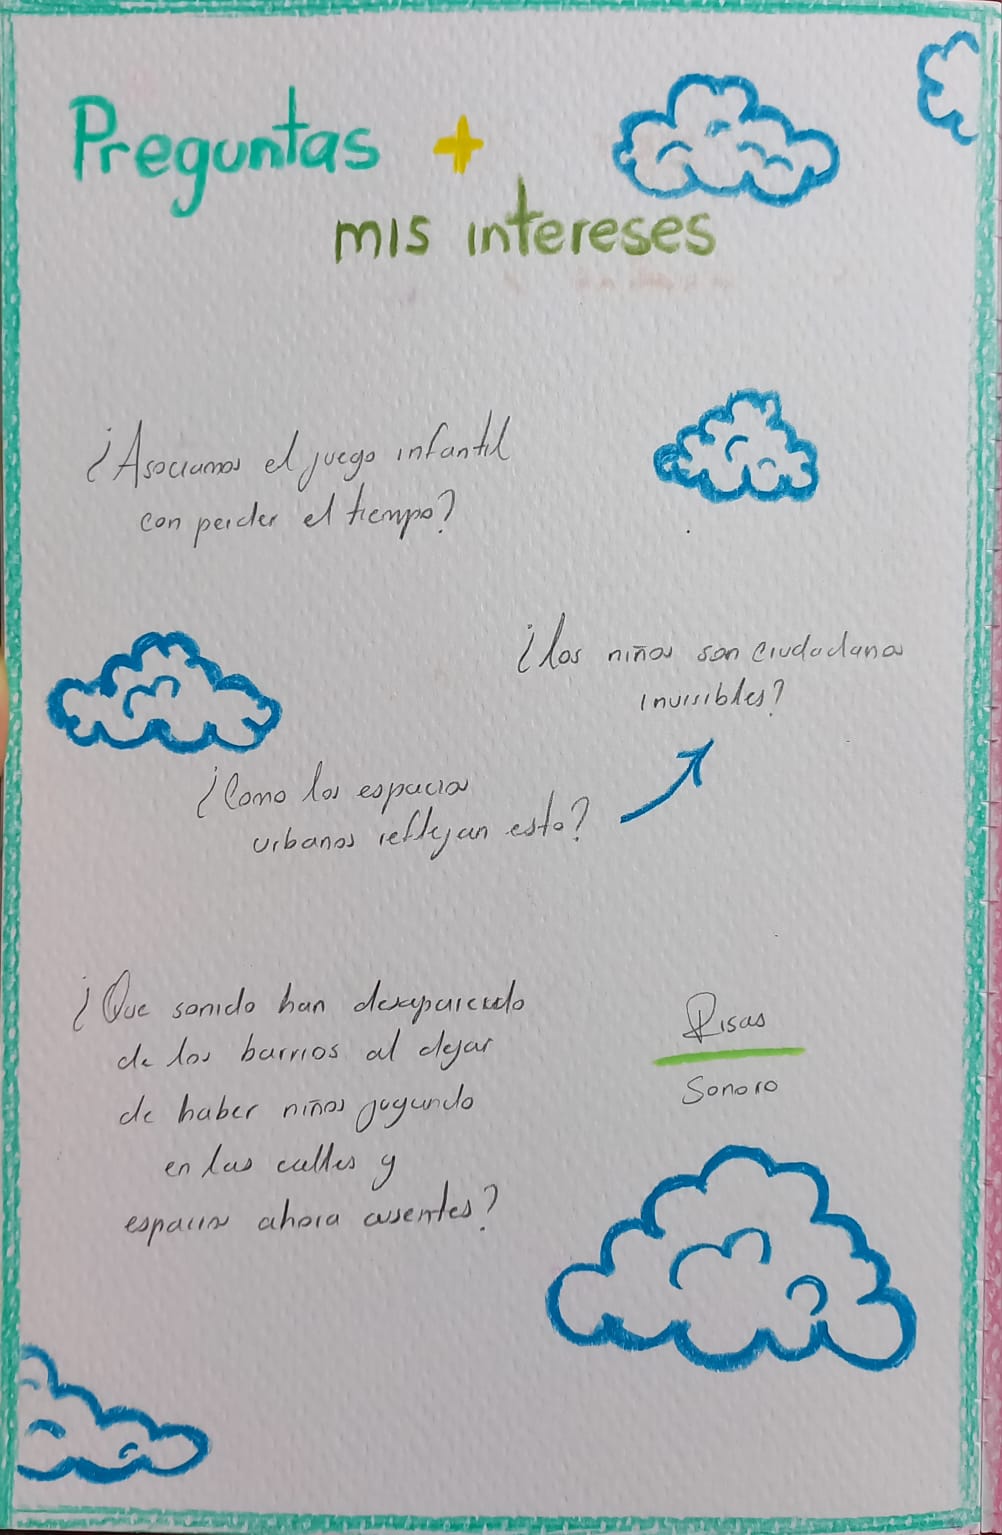 Preguntas +
mis intereses
¿Asociamos el juego infantil
con perder el tiempo?
¿los niños son ciudadanos
invisibles?
¿Como los espacios
urbanos reflejan esto?
¿Que sonido han desaparecido
de los barrios al dejar
de haber niños jugando
en las calles y
espacios ahora ausentes?
Risas
Sonoro